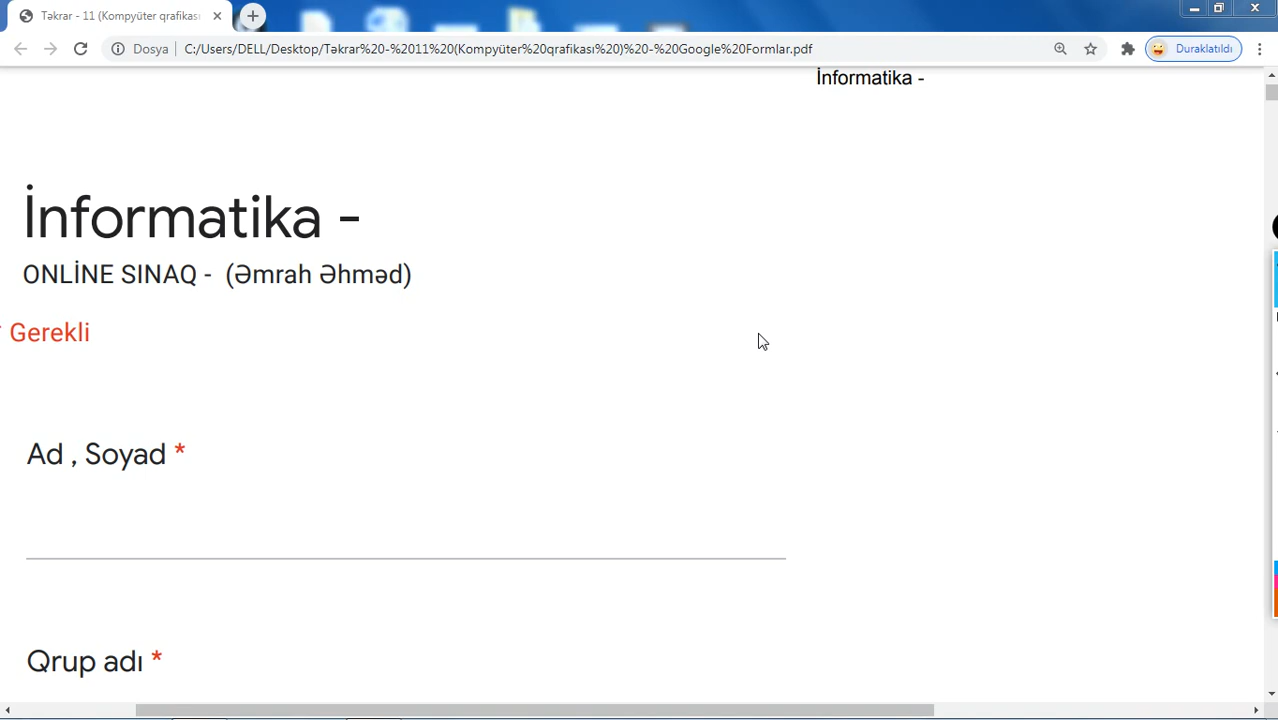 Təkrar - 11 (Kompyüter qrafikası
Dosya
C:/Users/DELL/Desktop/Təkrar%20-%2011%20(Kompyüter%20qrafikası%20)%20-%20Google%20Formlar.pdf
Duraklatıldı
İnformatika -
İnformatika -
ONLİNE SINAQ - (Əmrah Əhməd)
* Gerekli
Ad , Soyad *
Qrup adı *